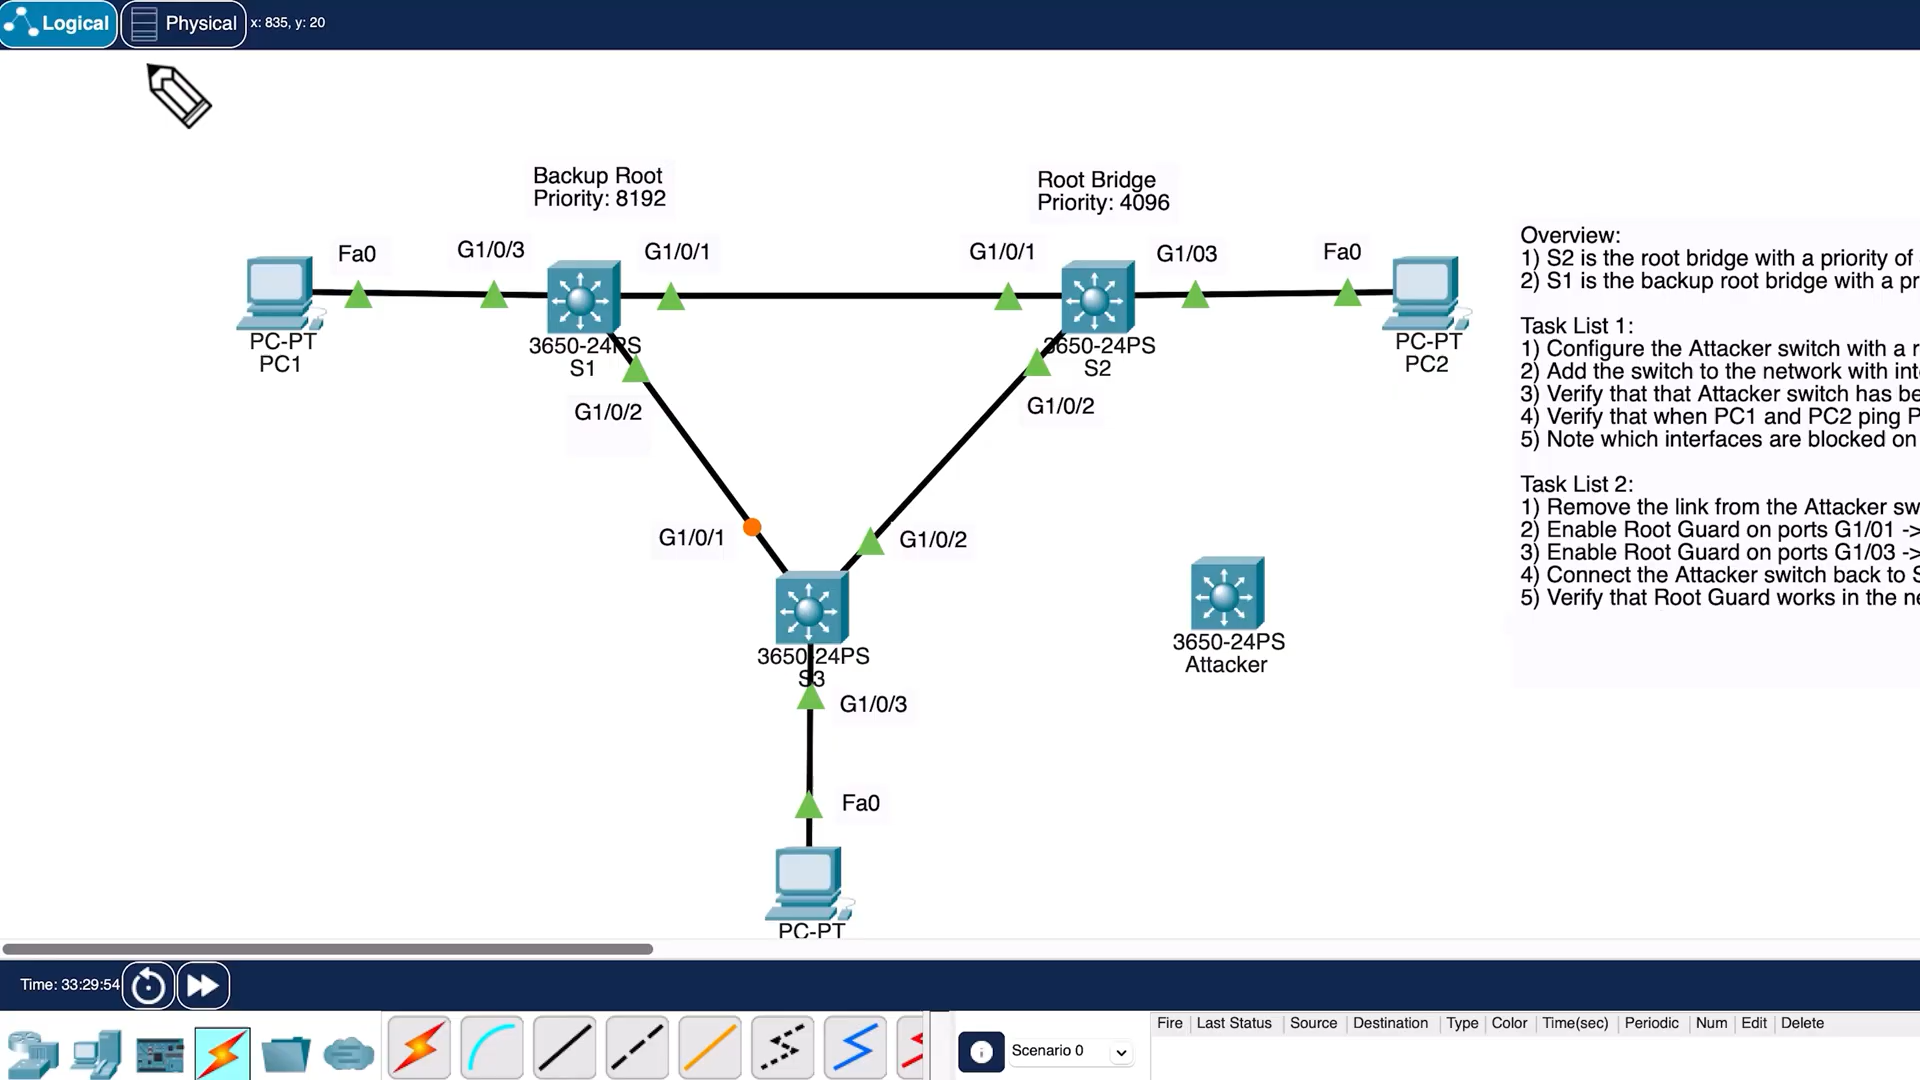 Logical
Physical
x: 835, y: 20
Backup Root
Priority: 8192
Root Bridge
Priority: 4096
Fa0
G1/0/3
G1/0/1
G1/0/1
G1/03
Fa0
PC-PT
PC1
3650-24PS
S1
3650-24PS
S2
PC-PT
PC2
G1/0/2
G1/0/2
G1/0/1
G1/0/2
3650-24PS
S3
3650-24PS
Attacker
G1/0/3
Fa0
PC-PT
Overview:
1) S2 is the root bridge with a priority of
2) S1 is the backup root bridge with a pr
Task List 1:
1) Configure the Attacker switch with a r
2) Add the switch to the network with int
3) Verify that that Attacker switch has be
4) Verify that when PC1 and PC2 ping P
5) Note which interfaces are blocked on
Task List 2:
1) Remove the link from the Attacker sw
2) Enable Root Guard on ports G1/01 ->
3) Enable Root Guard on ports G1/03 ->
4) Connect the Attacker switch back to S
5) Verify that Root Guard works in the ne
Time: 33:29:54
Scenario 0
Fire Last Status Source Destination Type Color Time(sec) Periodic Num Edit Delete